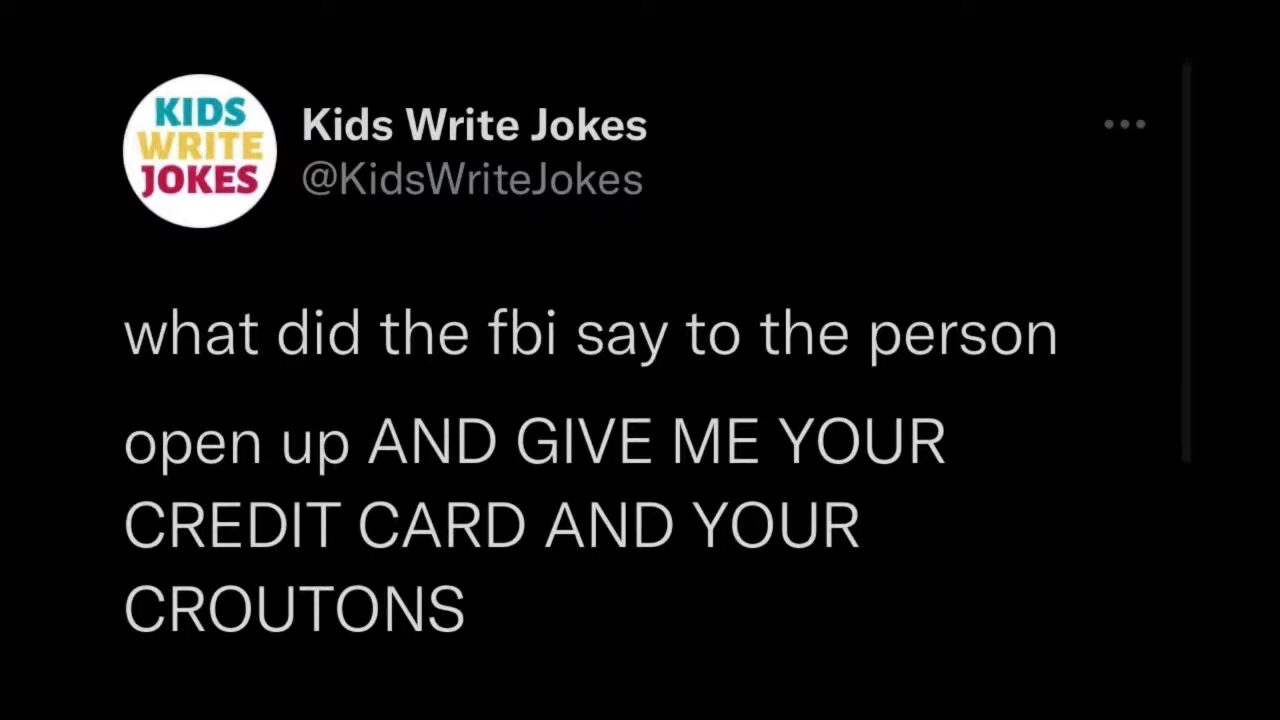 KIDS
WRITE
JOKES
Kids Write Jokes
@KidsWriteJokes
what did the fbi say to the person
open up AND GIVE ME YOUR
CREDIT CARD AND YOUR
CROUTONS